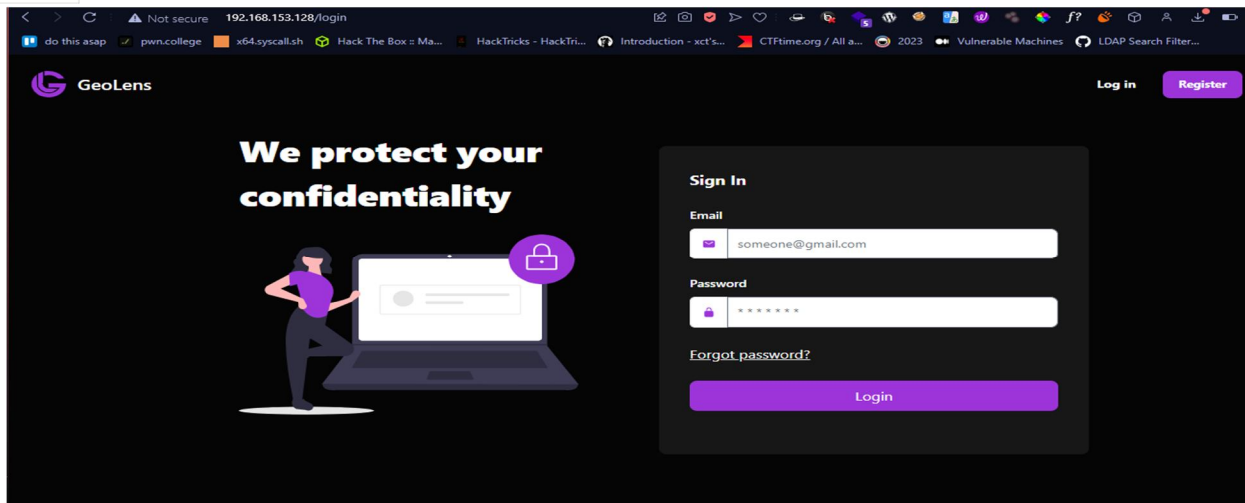 Not secure 192.168.153.128/login
do this asap pwn.college x64.syscall.sh Hack The Box :: Ma... HackTricks - HackTri... Introduction - xct's... CTFtime.org / All a... 2023 Vulnerable Machines LDAP Search Filter...
GeoLens Log in Register
We protect your
confidentiality
Sign In
Email
someone@gmail.com
Password
*******
Forgot password?
Login